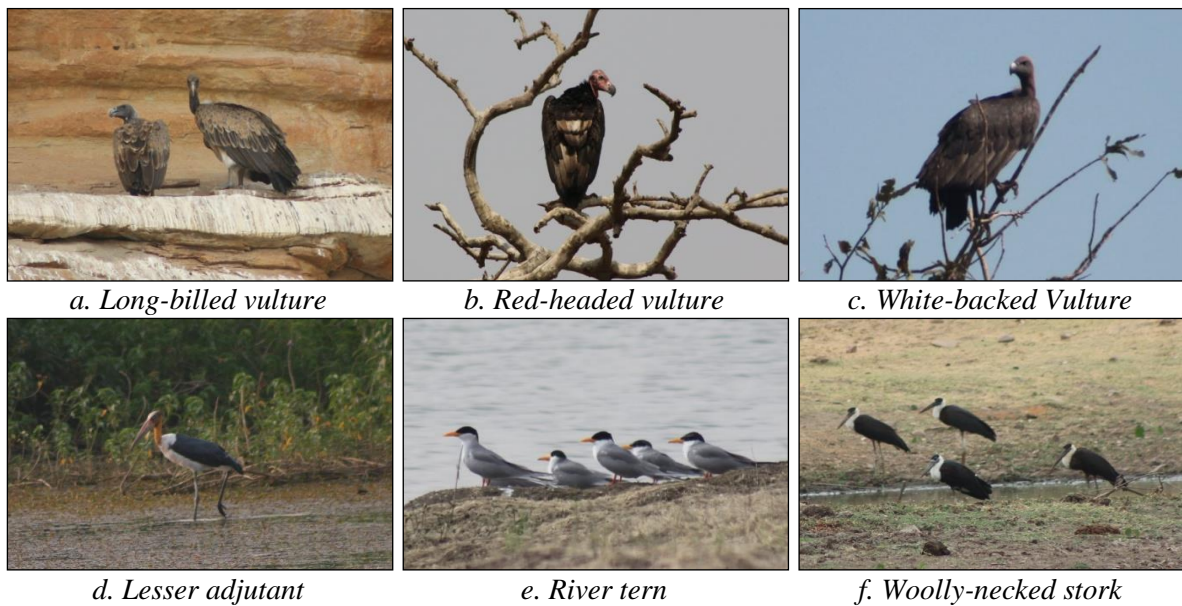 a. Long-billed vulture
b. Red-headed vulture
c. White-backed Vulture
d. Lesser adjutant
e. River tern
f. Woolly-necked stork